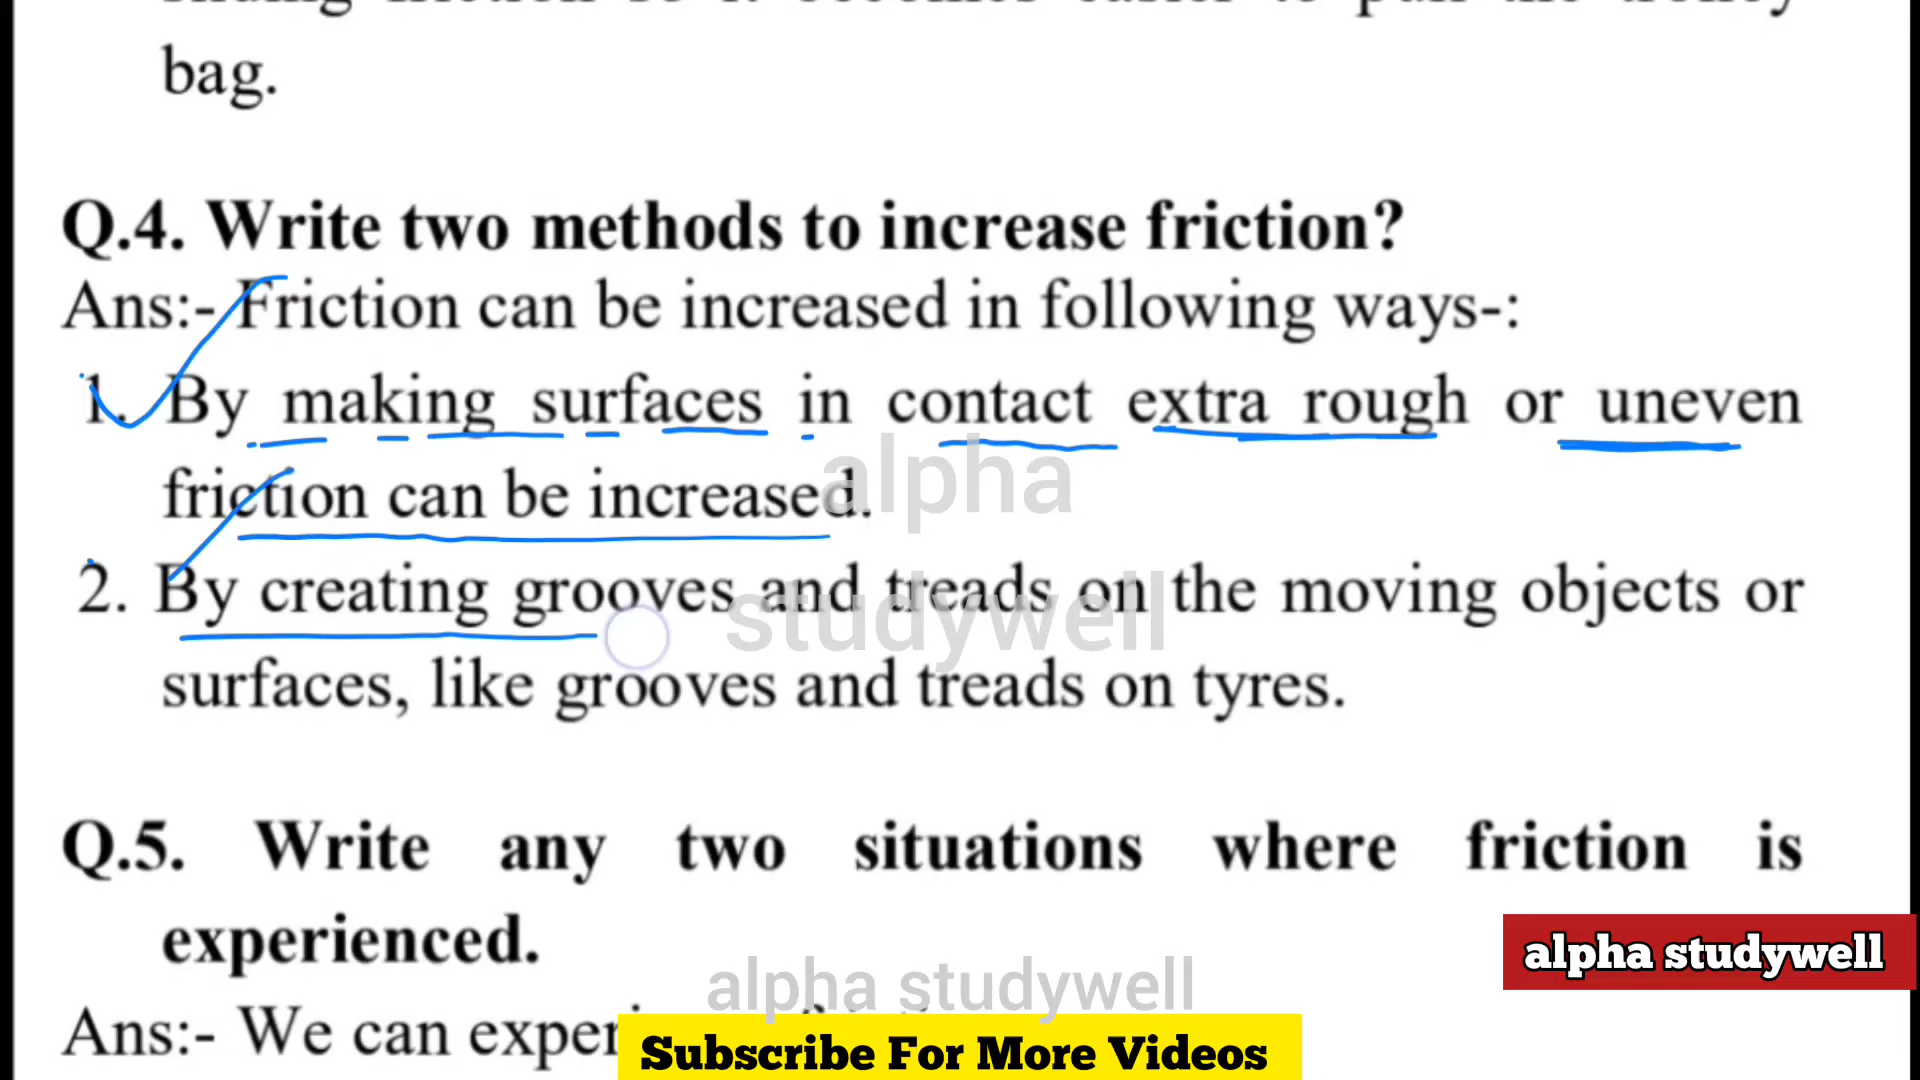 bag.
Q.4. Write two methods to increase friction?
Ans:- Friction can be increased in following ways-:
1. By making surfaces in contact extra rough or uneven
friction can be increased.
2. By creating grooves and treads on the moving objects or
surfaces, like grooves and treads on tyres.
alpha
studywell
Q.5. Write any two situations where friction is
experienced.
alpha studywell
alpha studywell
Ans:- We can
Subscribe For More Videos